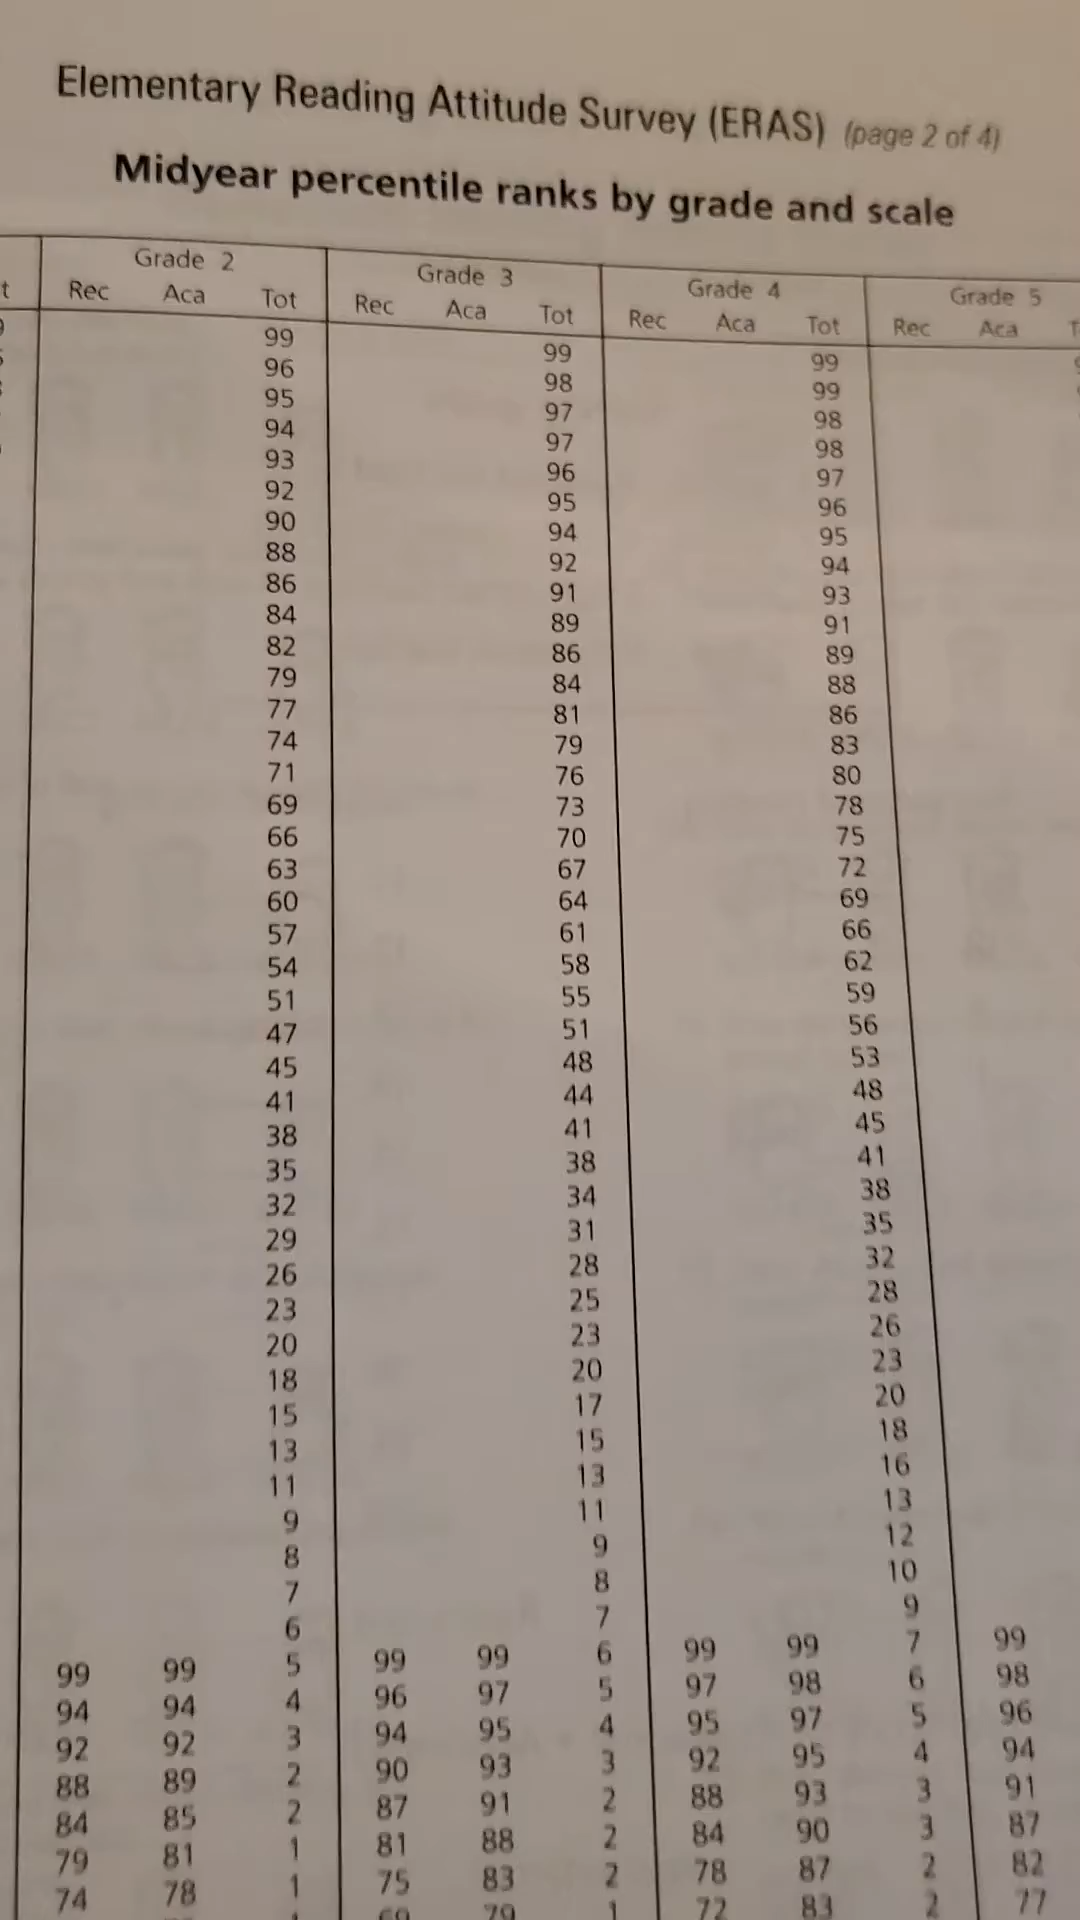 Elementary Reading Attitude Survey (ERAS) (page 2 of 4)
Midyear percentile ranks by grade and scale
Grade 2 Grade 3 Grade 4 Grade 5
Rec Aca Tot Rec Aca Tot Rec Aca Tot Rec Aca
99 99 99
96 98 99
95 97 98
94 97 98
93 96 97
92 95 96
90 94 95
88 92 94
86 91 93
84 89 91
82 86 89
79 84 88
77 81 86
74 79 83
71 76 80
69 73 78
66 70 75
63 67 72
60 64 69
57 61 66
54 58 62
51 55 59
47 51 56
45 48 53
41 44 48
38 41 45
35 38 41
32 34 38
29 31 35
26 28 32
23 25 28
20 23 26
18 20 23
15 17 20
13 15 18
11 13 16
9 11 13
8 9 12
7 8 10
6 7 9
99 99 5 99 99 6 99 99 7 99
94 94 4 96 97 5 97 98 6 98
92 92 3 94 95 4 95 97 5 96
88 89 2 90 93 3 92 95 4 94
84 85 2 87 91 2 88 93 3 91
79 81 1 81 88 2 84 90 3 87
74 78 1 75 83 2 78 87 2 82
69 79 1 72 83 2 77